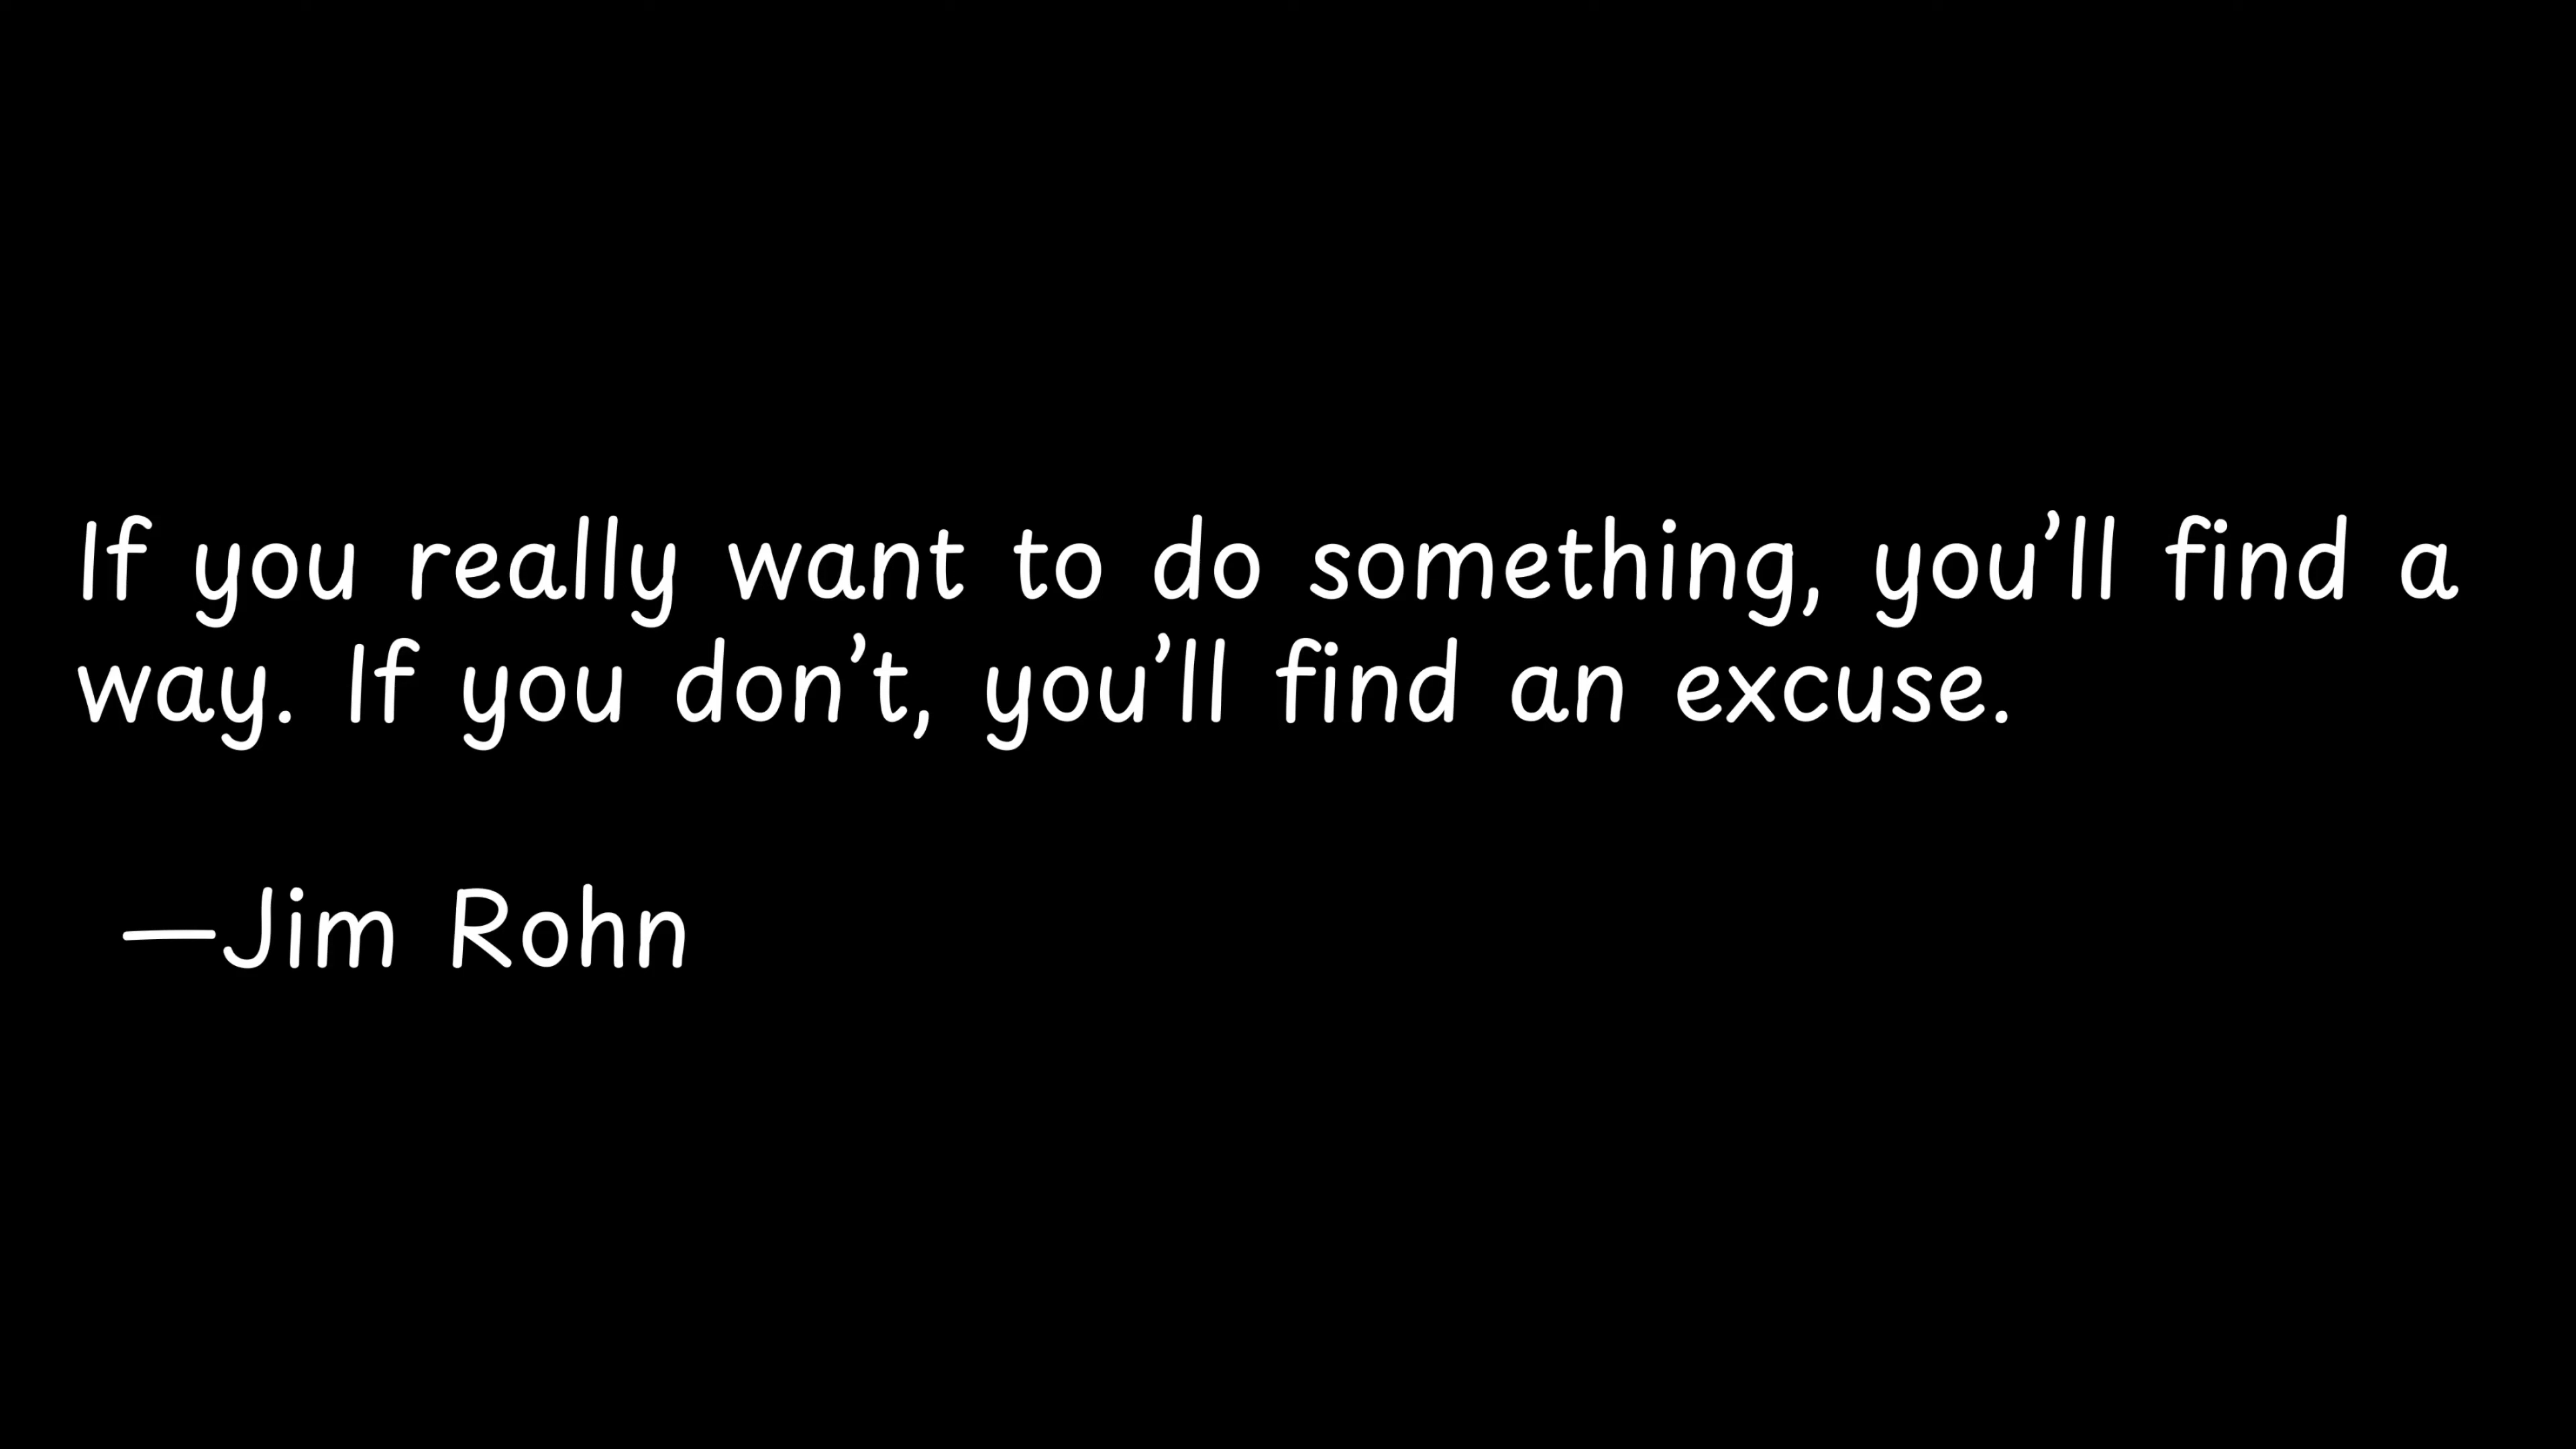 If you really want to do something, you’ll find a
way. If you don’t, you’ll find an excuse.
—Jim Rohn